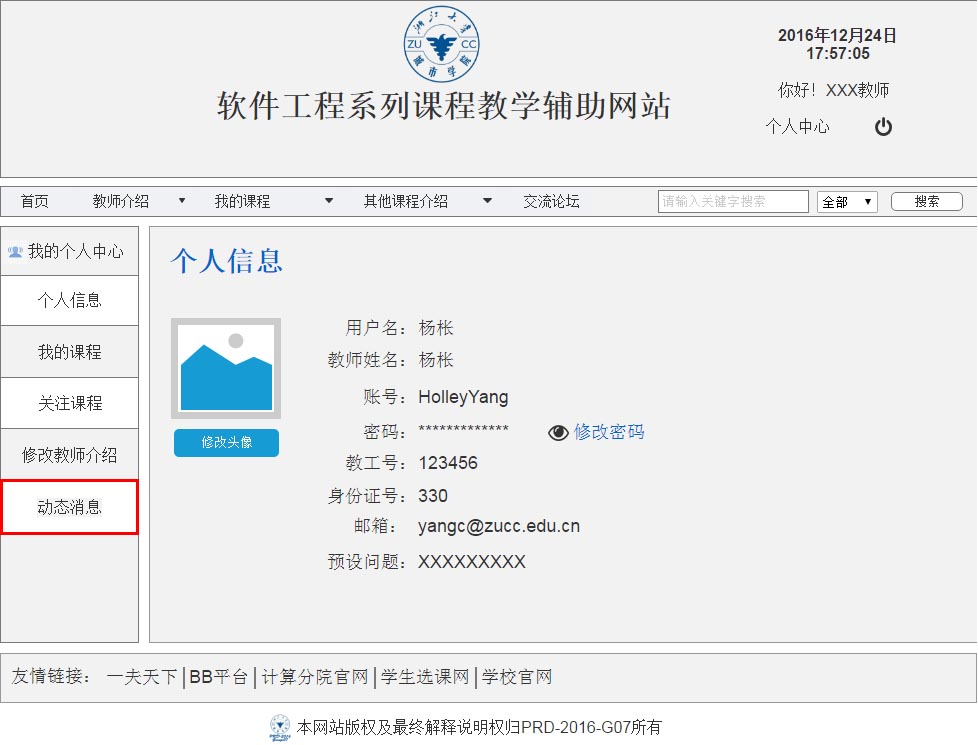 浙江大学
ZU CC
城市学院
2016年12月24日
17:57:05
软件工程系列课程教学辅助网站
你好！XXX教师
个人中心
首页 教师介绍 我的课程 其他课程介绍 交流论坛 请输入关键字搜索 全部 搜索
我的个人中心
个人信息
我的课程
关注课程
修改教师介绍
动态消息
个人信息
修改头像
用户名： 杨枨
教师姓名： 杨枨
账号： HolleyYang
密码： ************* 修改密码
教工号： 123456
身份证号： 330
邮箱： yangc@zucc.edu.cn
预设问题： XXXXXXXXX
友情链接： 一夫天下 | BB平台 | 计算分院官网 | 学生选课网 | 学校官网
本网站版权及最终解释说明权归PRD-2016-G07所有